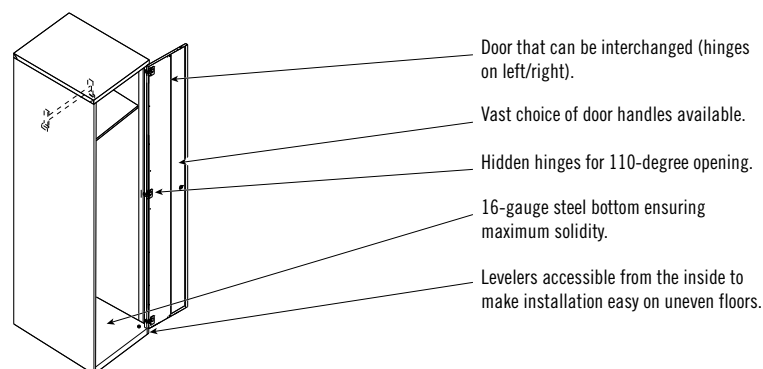 Door that can be interchanged (hinges
on left/right).
Vast choice of door handles available.
Hidden hinges for 110-degree opening.
16-gauge steel bottom ensuring
maximum solidity.
Levelers accessible from the inside to
make installation easy on uneven floors.